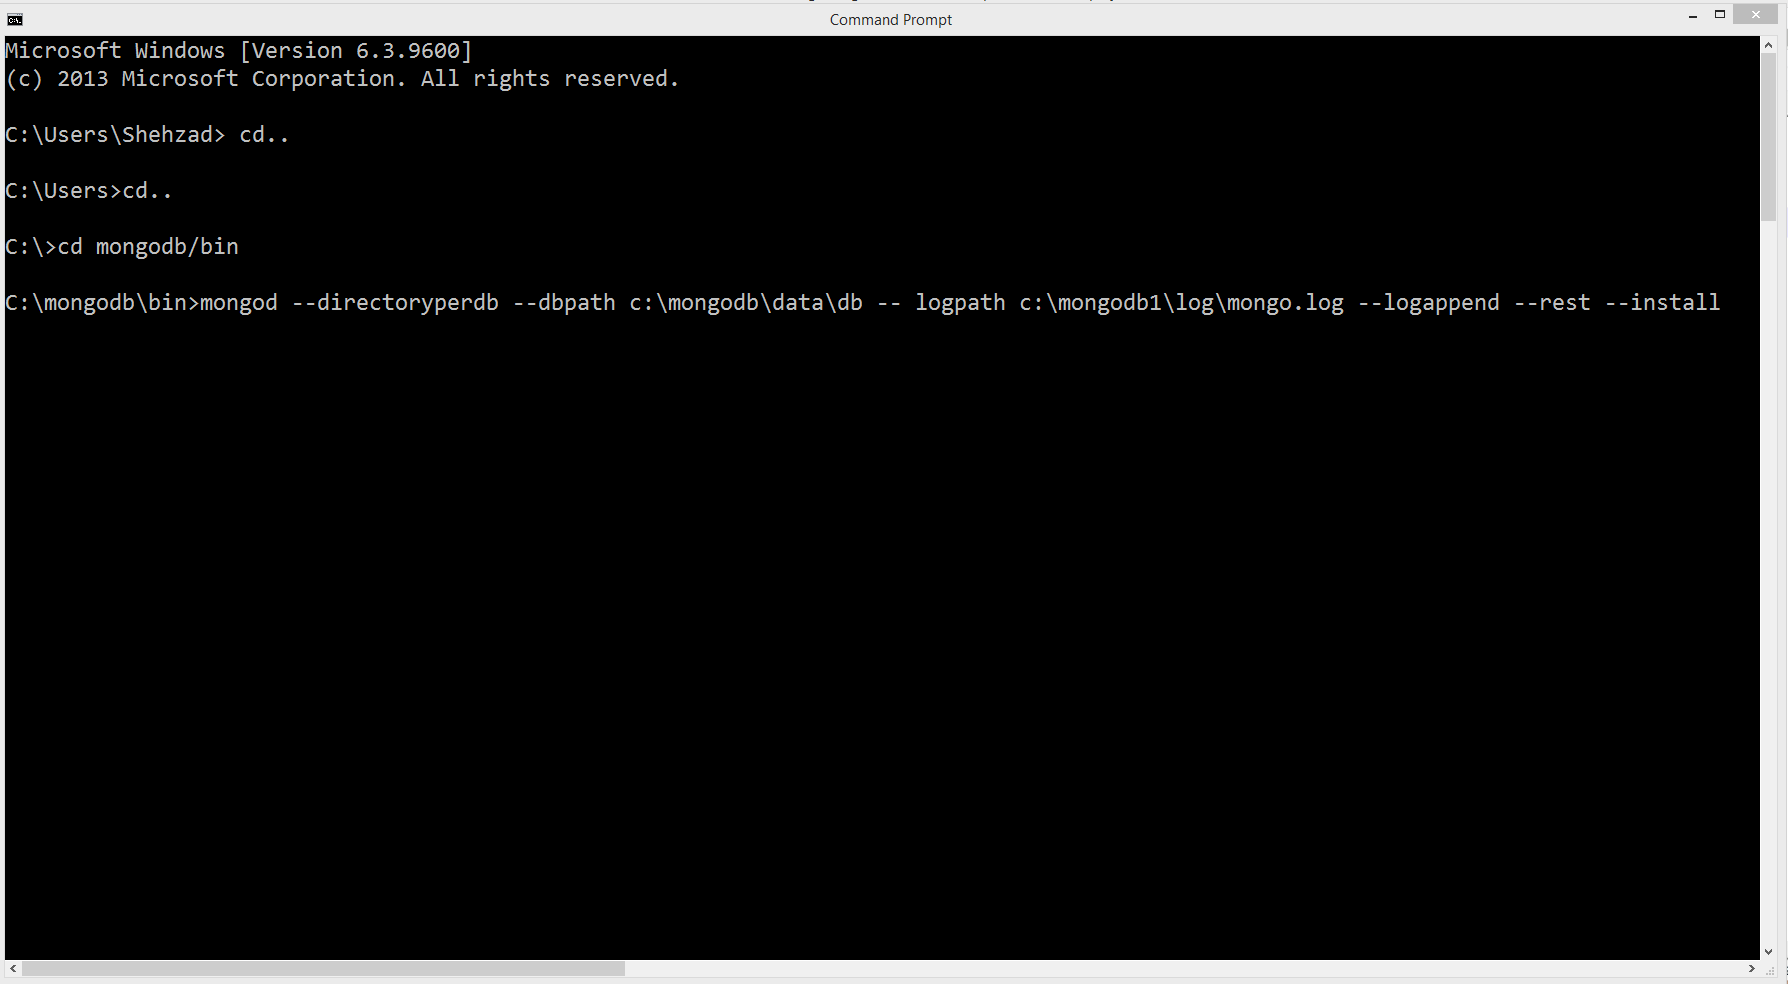 Command Prompt
Microsoft Windows [Version 6.3.9600]
(c) 2013 Microsoft Corporation. All rights reserved.
C:\Users\Shehzad> cd..
C:\Users>cd..
C:\>cd mongodb/bin
C:\mongodb\bin>mongod --directoryperdb --dbpath c:\mongodb\data\db -- logpath c:\mongodb1\log\mongo.log --logappend --rest --install